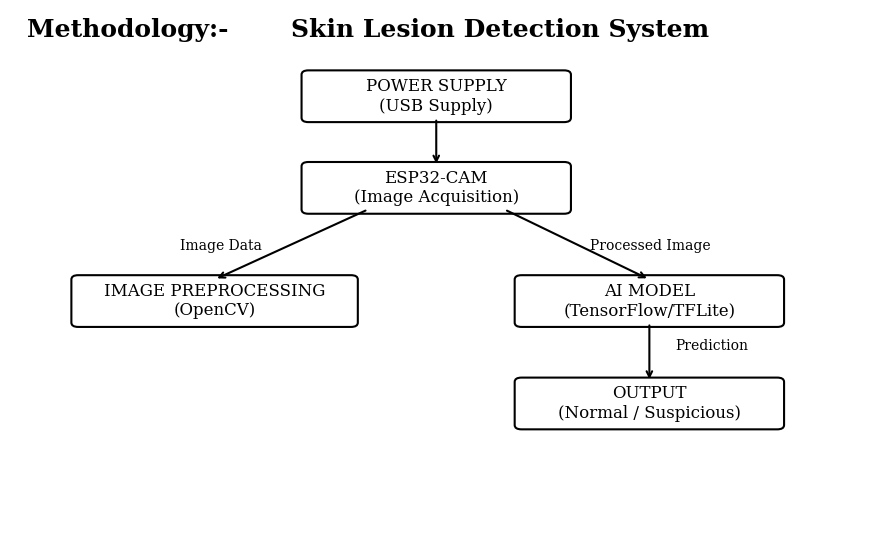 Methodology:- Skin Lesion Detection System
POWER SUPPLY
(USB Supply)
ESP32-CAM
(Image Acquisition)
Image Data
Processed Image
IMAGE PREPROCESSING
(OpenCV)
AI MODEL
(TensorFlow/TFLite)
Prediction
OUTPUT
(Normal / Suspicious)